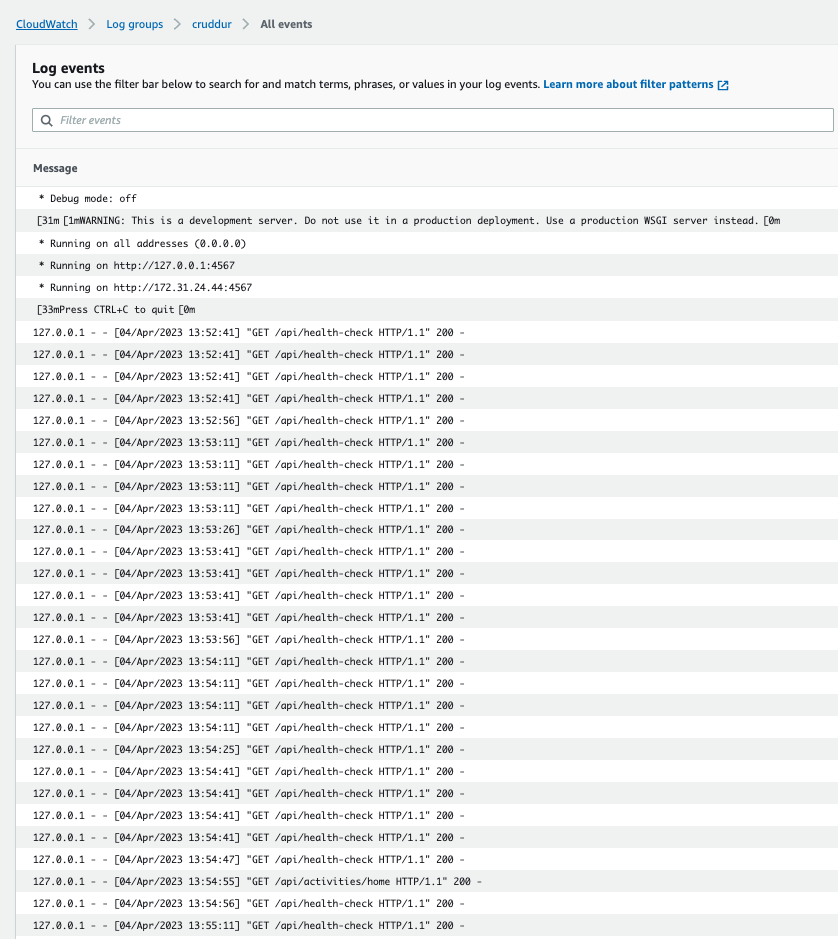 CloudWatch > Log groups > cruddur > All events
Log events
You can use the filter bar below to search for and match terms, phrases, or values in your log events. Learn more about filter patterns
Filter events
Message
* Debug mode: off
[31m [1mWARNING: This is a development server. Do not use it in a production deployment. Use a production WSGI server instead. [0m
* Running on all addresses (0.0.0.0)
* Running on http://127.0.0.1:4567
* Running on http://172.31.24.44:4567
[33mPress CTRL+C to quit [0m
127.0.0.1 - - [04/Apr/2023 13:52:41] "GET /api/health-check HTTP/1.1" 200 -
127.0.0.1 - - [04/Apr/2023 13:52:41] "GET /api/health-check HTTP/1.1" 200 -
127.0.0.1 - - [04/Apr/2023 13:52:41] "GET /api/health-check HTTP/1.1" 200 -
127.0.0.1 - - [04/Apr/2023 13:52:41] "GET /api/health-check HTTP/1.1" 200 -
127.0.0.1 - - [04/Apr/2023 13:52:56] "GET /api/health-check HTTP/1.1" 200 -
127.0.0.1 - - [04/Apr/2023 13:53:11] "GET /api/health-check HTTP/1.1" 200 -
127.0.0.1 - - [04/Apr/2023 13:53:11] "GET /api/health-check HTTP/1.1" 200 -
127.0.0.1 - - [04/Apr/2023 13:53:11] "GET /api/health-check HTTP/1.1" 200 -
127.0.0.1 - - [04/Apr/2023 13:53:11] "GET /api/health-check HTTP/1.1" 200 -
127.0.0.1 - - [04/Apr/2023 13:53:26] "GET /api/health-check HTTP/1.1" 200 -
127.0.0.1 - - [04/Apr/2023 13:53:41] "GET /api/health-check HTTP/1.1" 200 -
127.0.0.1 - - [04/Apr/2023 13:53:41] "GET /api/health-check HTTP/1.1" 200 -
127.0.0.1 - - [04/Apr/2023 13:53:41] "GET /api/health-check HTTP/1.1" 200 -
127.0.0.1 - - [04/Apr/2023 13:53:41] "GET /api/health-check HTTP/1.1" 200 -
127.0.0.1 - - [04/Apr/2023 13:53:56] "GET /api/health-check HTTP/1.1" 200 -
127.0.0.1 - - [04/Apr/2023 13:54:11] "GET /api/health-check HTTP/1.1" 200 -
127.0.0.1 - - [04/Apr/2023 13:54:11] "GET /api/health-check HTTP/1.1" 200 -
127.0.0.1 - - [04/Apr/2023 13:54:11] "GET /api/health-check HTTP/1.1" 200 -
127.0.0.1 - - [04/Apr/2023 13:54:11] "GET /api/health-check HTTP/1.1" 200 -
127.0.0.1 - - [04/Apr/2023 13:54:25] "GET /api/health-check HTTP/1.1" 200 -
127.0.0.1 - - [04/Apr/2023 13:54:41] "GET /api/health-check HTTP/1.1" 200 -
127.0.0.1 - - [04/Apr/2023 13:54:41] "GET /api/health-check HTTP/1.1" 200 -
127.0.0.1 - - [04/Apr/2023 13:54:41] "GET /api/health-check HTTP/1.1" 200 -
127.0.0.1 - - [04/Apr/2023 13:54:41] "GET /api/health-check HTTP/1.1" 200 -
127.0.0.1 - - [04/Apr/2023 13:54:47] "GET /api/health-check HTTP/1.1" 200 -
127.0.0.1 - - [04/Apr/2023 13:54:55] "GET /api/activities/home HTTP/1.1" 200 -
127.0.0.1 - - [04/Apr/2023 13:54:56] "GET /api/health-check HTTP/1.1" 200 -
127.0.0.1 - - [04/Apr/2023 13:55:11] "GET /api/health-check HTTP/1.1" 200 -